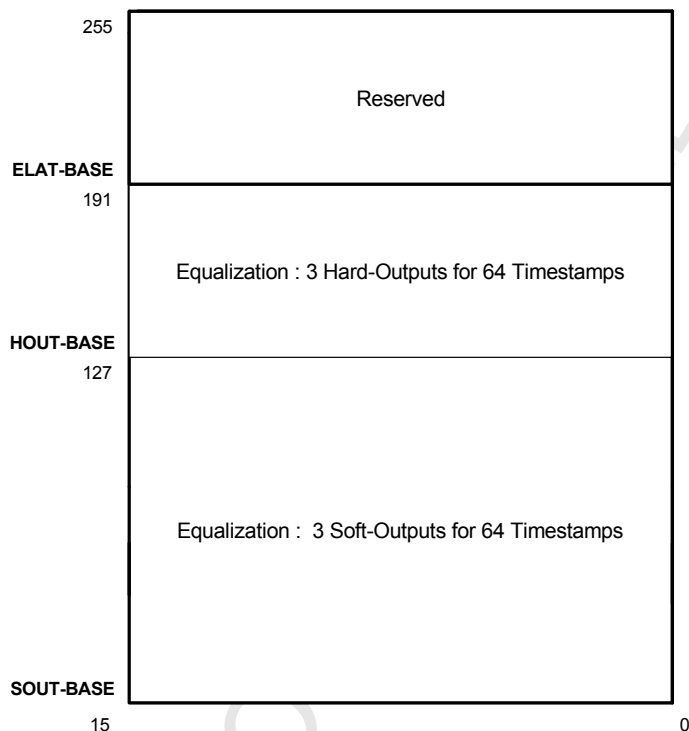 255
Reserved
ELAT-BASE
191
Equalization : 3 Hard-Outputs for 64 Timestamps
HOUT-BASE
127
Equalization : 3 Soft-Outputs for 64 Timestamps
SOUT-BASE
15 0